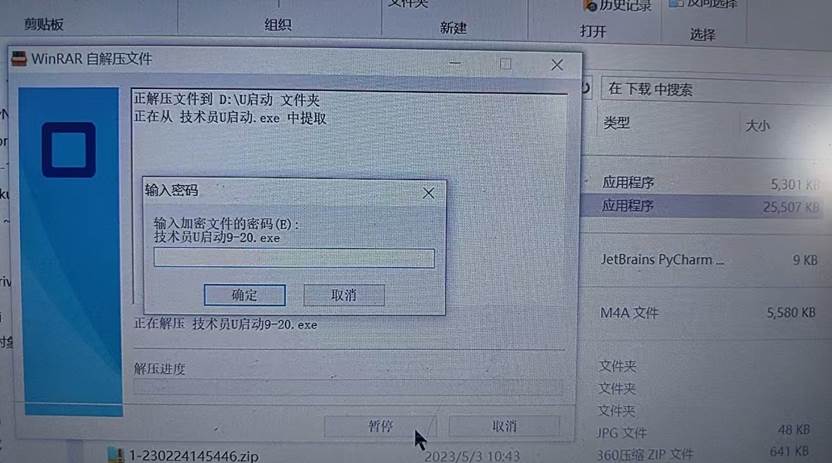 剪贴板
组织
文件夹
新建
历史记录
打开
反向选择
选择
WinRAR 自解压文件
正解压文件到 D:\U启动 文件夹
正在从 技术员U启动.exe 中提取
输入密码
输入加密文件的密码(E):
技术员U启动9-20.exe
确定
取消
正在解压 技术员U启动9-20.exe
解压进度
暂停
取消
在 下载 中搜索
类型
大小
应用程序
5,301 KB
应用程序
25,507 KB
JetBrains PyCharm ...
9 KB
M4A 文件
5,580 KB
文件夹
文件夹
文件夹
JPG 文件
48 KB
1-230224145446.zip
2023/5/3 10:43
360压缩 ZIP 文件
641 KB